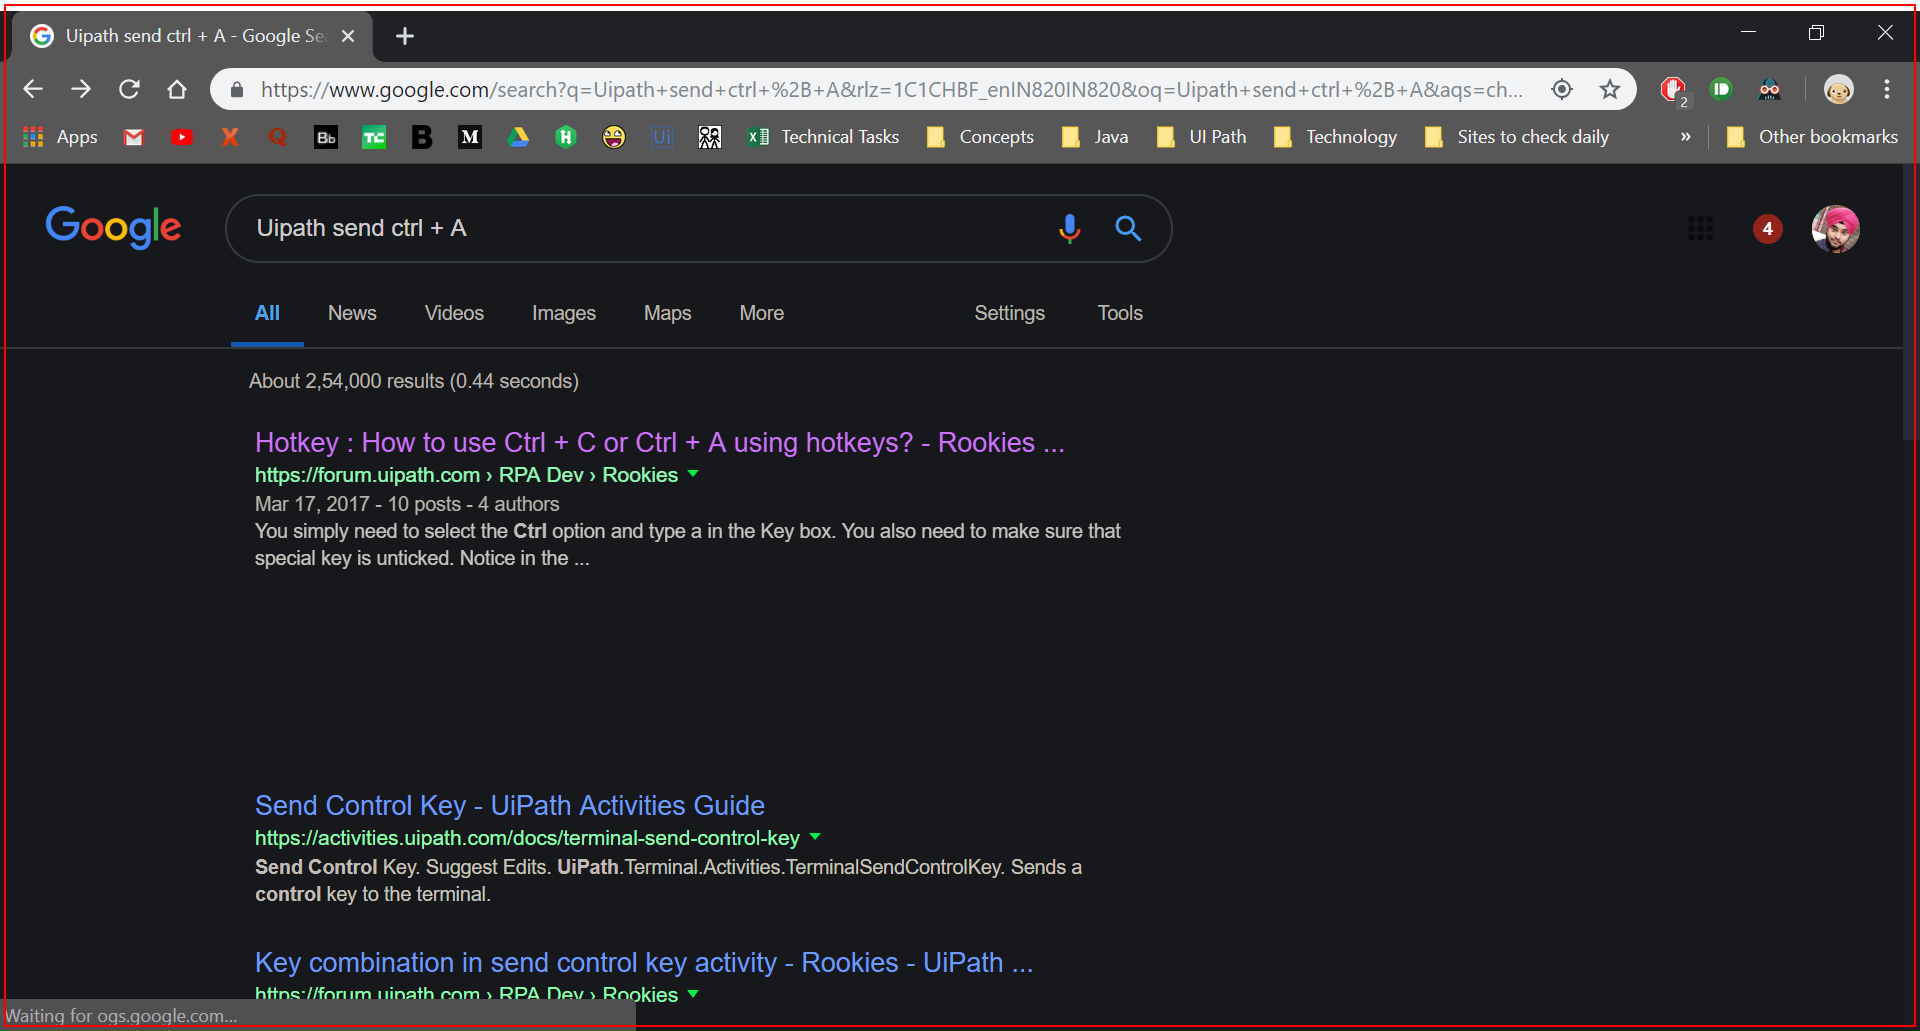 Uipath send ctrl + A - Google Se
https://www.google.com/search?q=Uipath+send+ctrl+%2B+A&rlz=1C1CHBF_enIN820IN820&oq=Uipath+send+ctrl+%2B+A&aqs=ch...
2
Apps
X
Q
Bb
TC
B
M
H
Ui
Technical Tasks
Concepts
Java
UI Path
Technology
Sites to check daily
»
Other bookmarks
Google
Uipath send ctrl + A
4
All
News
Videos
Images
Maps
More
Settings
Tools
About 2,54,000 results (0.44 seconds)
Hotkey : How to use Ctrl + C or Ctrl + A using hotkeys? - Rookies ...
https://forum.uipath.com › RPA Dev › Rookies
Mar 17, 2017 - 10 posts - 4 authors
You simply need to select the Ctrl option and type a in the Key box. You also need to make sure that
special key is unticked. Notice in the ...
Send Control Key - UiPath Activities Guide
https://activities.uipath.com/docs/terminal-send-control-key
Send Control Key. Suggest Edits. UiPath.Terminal.Activities.TerminalSendControlKey. Sends a
control key to the terminal.
Key combination in send control key activity - Rookies - UiPath ...
https://forum.uipath.com › RPA Dev › Rookies
Waiting for ogs.google.com...